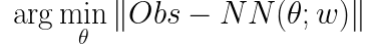 arg min_θ ‖Obs − NN(θ; w)‖